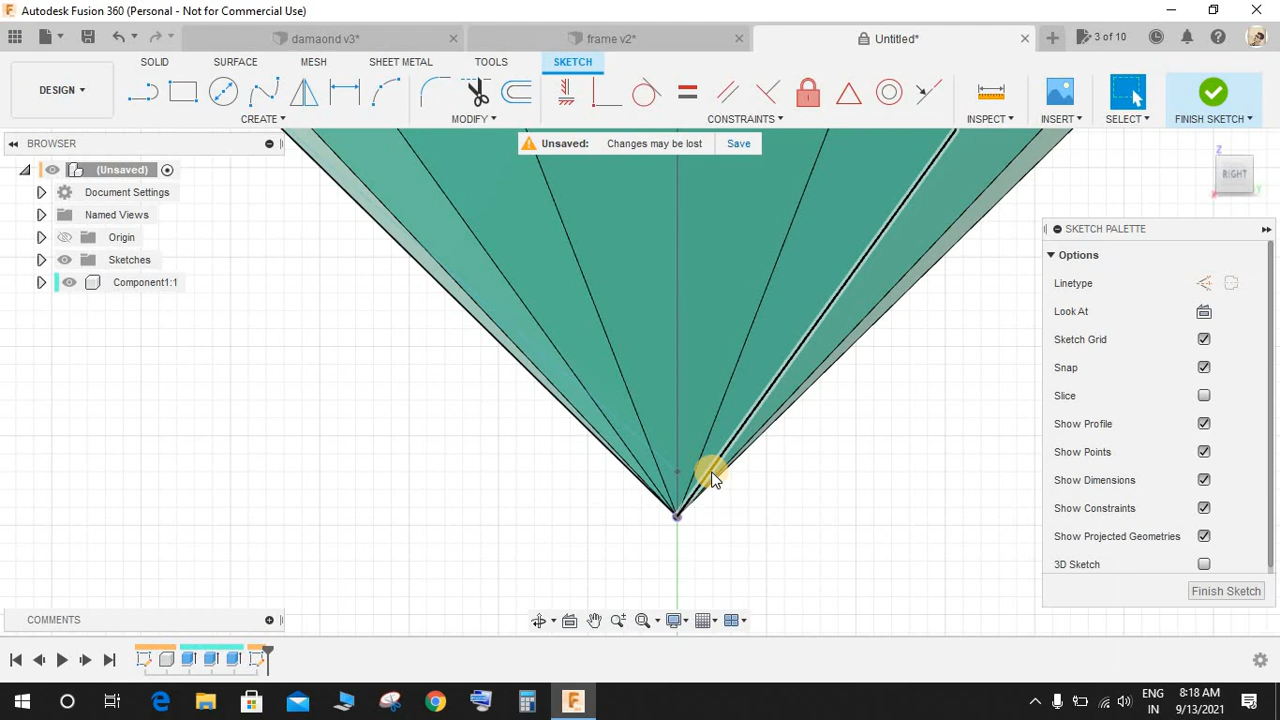 Autodesk Fusion 360 (Personal - Not for Commercial Use)
damaond v3*
frame v2*
Untitled*
3 of 10
SOLID SURFACE MESH SHEET METAL TOOLS SKETCH
DESIGN
CREATE MODIFY CONSTRAINTS INSPECT INSERT SELECT FINISH SKETCH
BROWSER
Unsaved: Changes may be lost Save
(Unsaved)
Document Settings
Named Views
Origin
Sketches
Component1:1
Z
RIGHT
X
Y
SKETCH PALETTE
Options
Linetype
Look At
Sketch Grid
Snap
Slice
Show Profile
Show Points
Show Dimensions
Show Constraints
Show Projected Geometries
3D Sketch
Finish Sketch
COMMENTS
ENG 8:18 AM
IN 9/13/2021